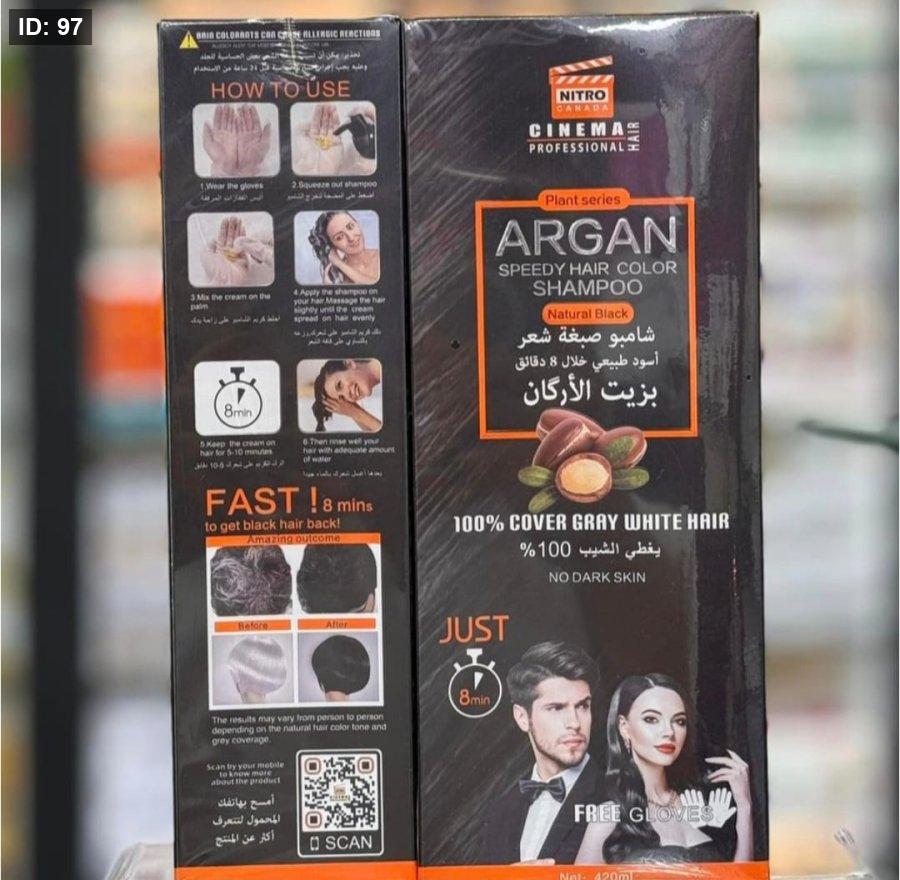 ID: 97
HAIR COLORANTS CAN CAUSE ALLERGIC REACTIONS
HOW TO USE
1.Wear the gloves
2.Squeeze out shampoo
3.Mix the cream on the
palm
4.Apply the shampoo on
your hair.Massage the hair
slightly until the cream
spread on hair evenly
8min
5.Keep the cream on
hair for 5-10 minutes
6.Then rinse well your
hair with adequate amount
of water
FAST! 8 mins
to get black hair back!
Amazing outcome
Before
After
The results may vary from person to person
depending on the natural hair color tone and
grey coverage.
Scan by your mobile
to know more
about the product
أمسح بهاتفك
المحمول لتتعرف
أكثر عن المنتج
SCAN
NITRO
CANADA
CINEMA
PROFESSIONAL
HAIR
Plant series
ARGAN
SPEEDY HAIR COLOR
SHAMPOO
Natural Black
شامبو صبغة شعر
أسود طبيعي خلال 8 دقائق
بزيت الأرگان
100% COVER GRAY WHITE HAIR
يغطي الشيب 100%
NO DARK SKIN
JUST
8min
FREE GLOVES
Net: 420ml